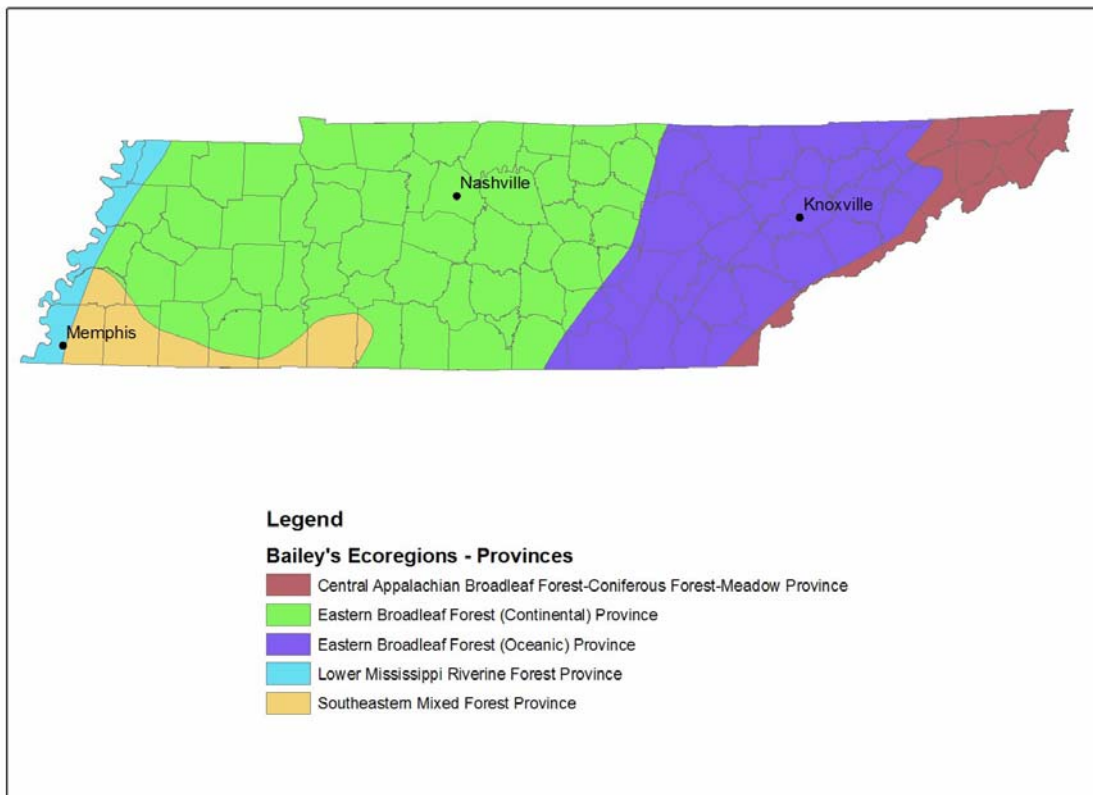 Nashville
Knoxville
Memphis
Legend
Bailey's Ecoregions - Provinces
Central Appalachian Broadleaf Forest-Coniferous Forest-Meadow Province
Eastern Broadleaf Forest (Continental) Province
Eastern Broadleaf Forest (Oceanic) Province
Lower Mississippi Riverine Forest Province
Southeastern Mixed Forest Province